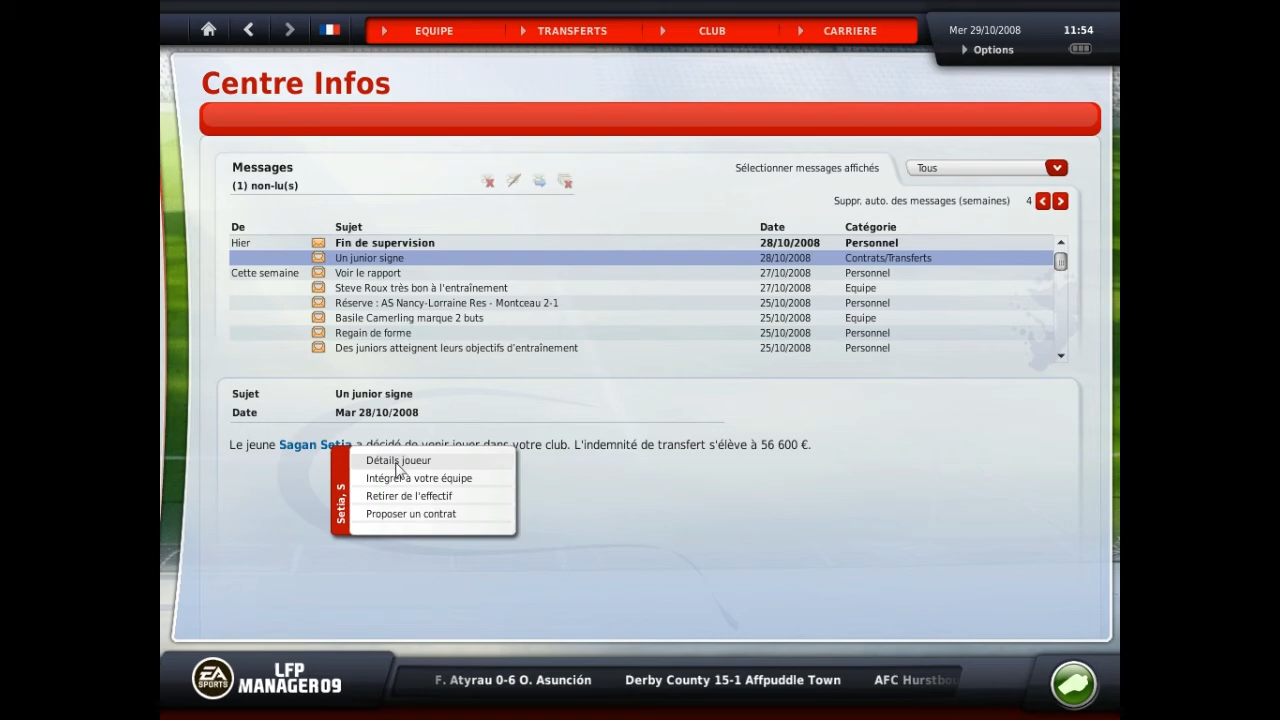 EQUIPE TRANSFERTS CLUB CARRIERE
Mer 29/10/2008 11:54
Options
Centre Infos
Messages
(1) non-lu(s)
Sélectionner messages affichés Tous
Suppr. auto. des messages (semaines) 4
De Sujet Date Catégorie
Hier Fin de supervision 28/10/2008 Personnel
Un junior signe 28/10/2008 Contrats/Transferts
Cette semaine Voir le rapport 27/10/2008 Personnel
Steve Roux très bon à l'entraînement 27/10/2008 Equipe
Réserve : AS Nancy-Lorraine Res - Montceau 2-1 25/10/2008 Personnel
Basile Camerling marque 2 buts 25/10/2008 Equipe
Regain de forme 25/10/2008 Personnel
Des juniors atteignent leurs objectifs d'entraînement 25/10/2008 Personnel
Sujet Un junior signe
Date Mar 28/10/2008
Le jeune Sagan Setia a décidé de venir jouer dans votre club. L'indemnité de transfert s'élève à 56 600 €.
Setia, S
Détails joueur
Intégrer à votre équipe
Retirer de l'effectif
Proposer un contrat
EA SPORTS
LFP
MANAGER09
F. Atyrau 0-6 O. Asunción Derby County 15-1 Affpuddle Town AFC